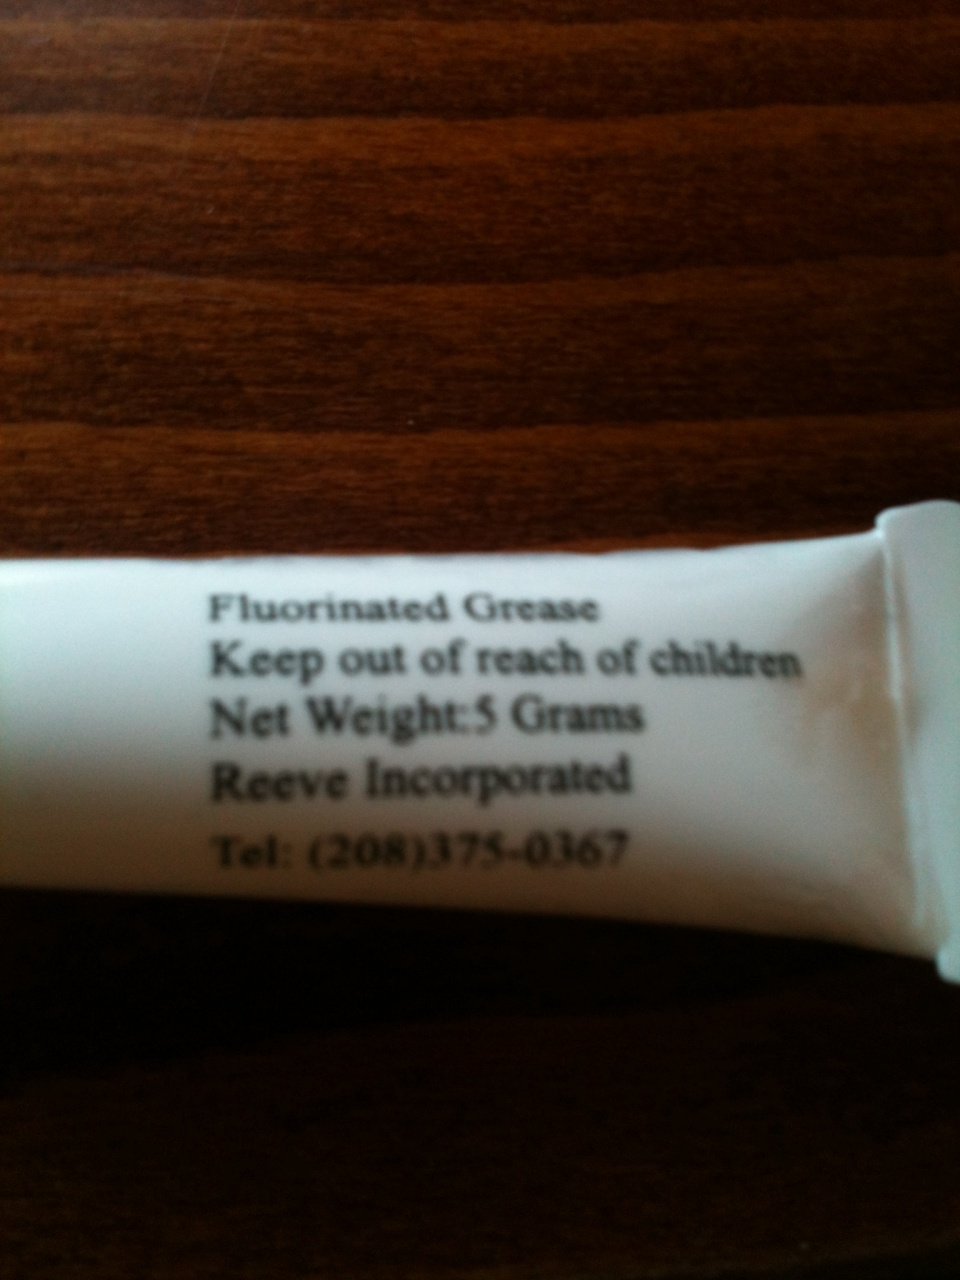 Fluorinated Grease
Keep out of reach of children
Net Weight:5 Grams
Reeve Incorporated
Tel: (208)375-0367